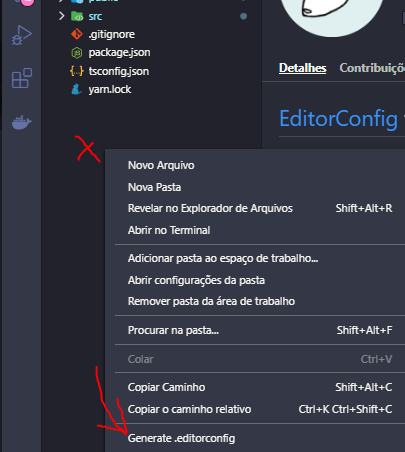 public
src
.gitignore
package.json
tsconfig.json
yarn.lock
Detalhes Contribuiçõ
EditorConfig
Novo Arquivo
Nova Pasta
Revelar no Explorador de Arquivos Shift+Alt+R
Abrir no Terminal
Adicionar pasta ao espaço de trabalho...
Abrir configurações da pasta
Remover pasta da área de trabalho
Procurar na pasta... Shift+Alt+F
Colar Ctrl+V
Copiar Caminho Shift+Alt+C
Copiar o caminho relativo Ctrl+K Ctrl+Shift+C
Generate .editorconfig